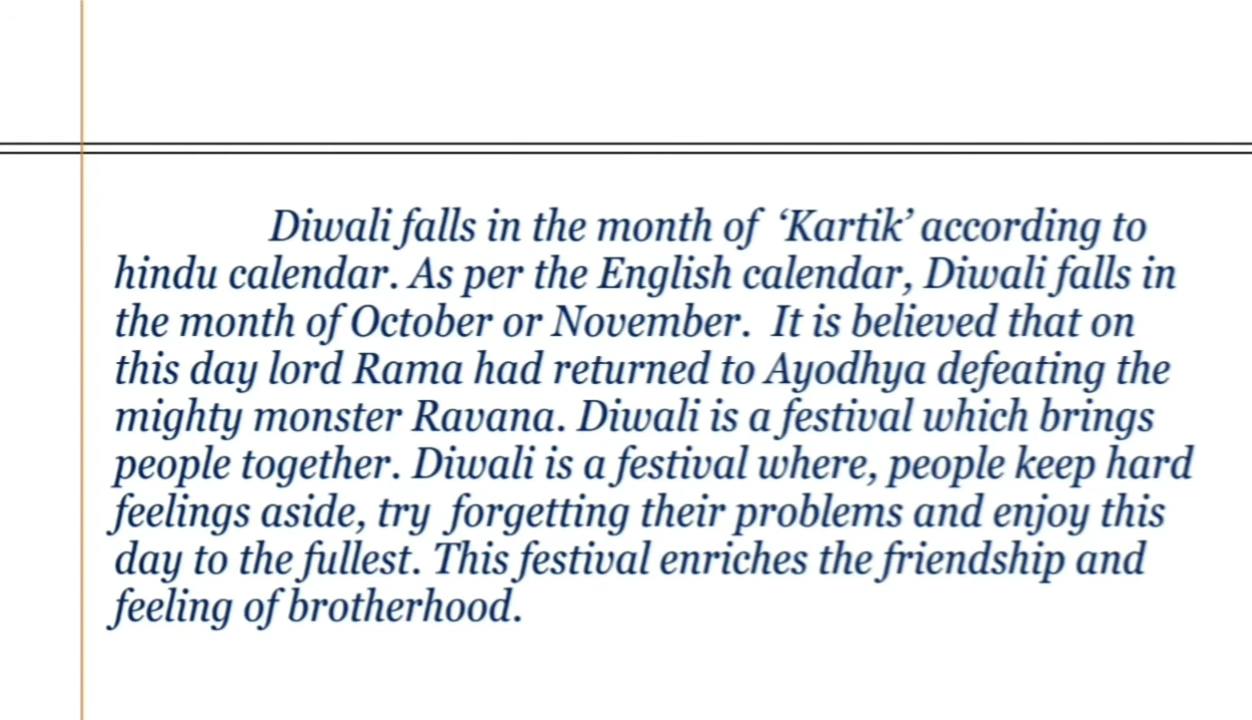 Diwali falls in the month of ‘Kartik’ according to
hindu calendar. As per the English calendar, Diwali falls in
the month of October or November. It is believed that on
this day lord Rama had returned to Ayodhya defeating the
mighty monster Ravana. Diwali is a festival which brings
people together. Diwali is a festival where, people keep hard
feelings aside, try forgetting their problems and enjoy this
day to the fullest. This festival enriches the friendship and
feeling of brotherhood.